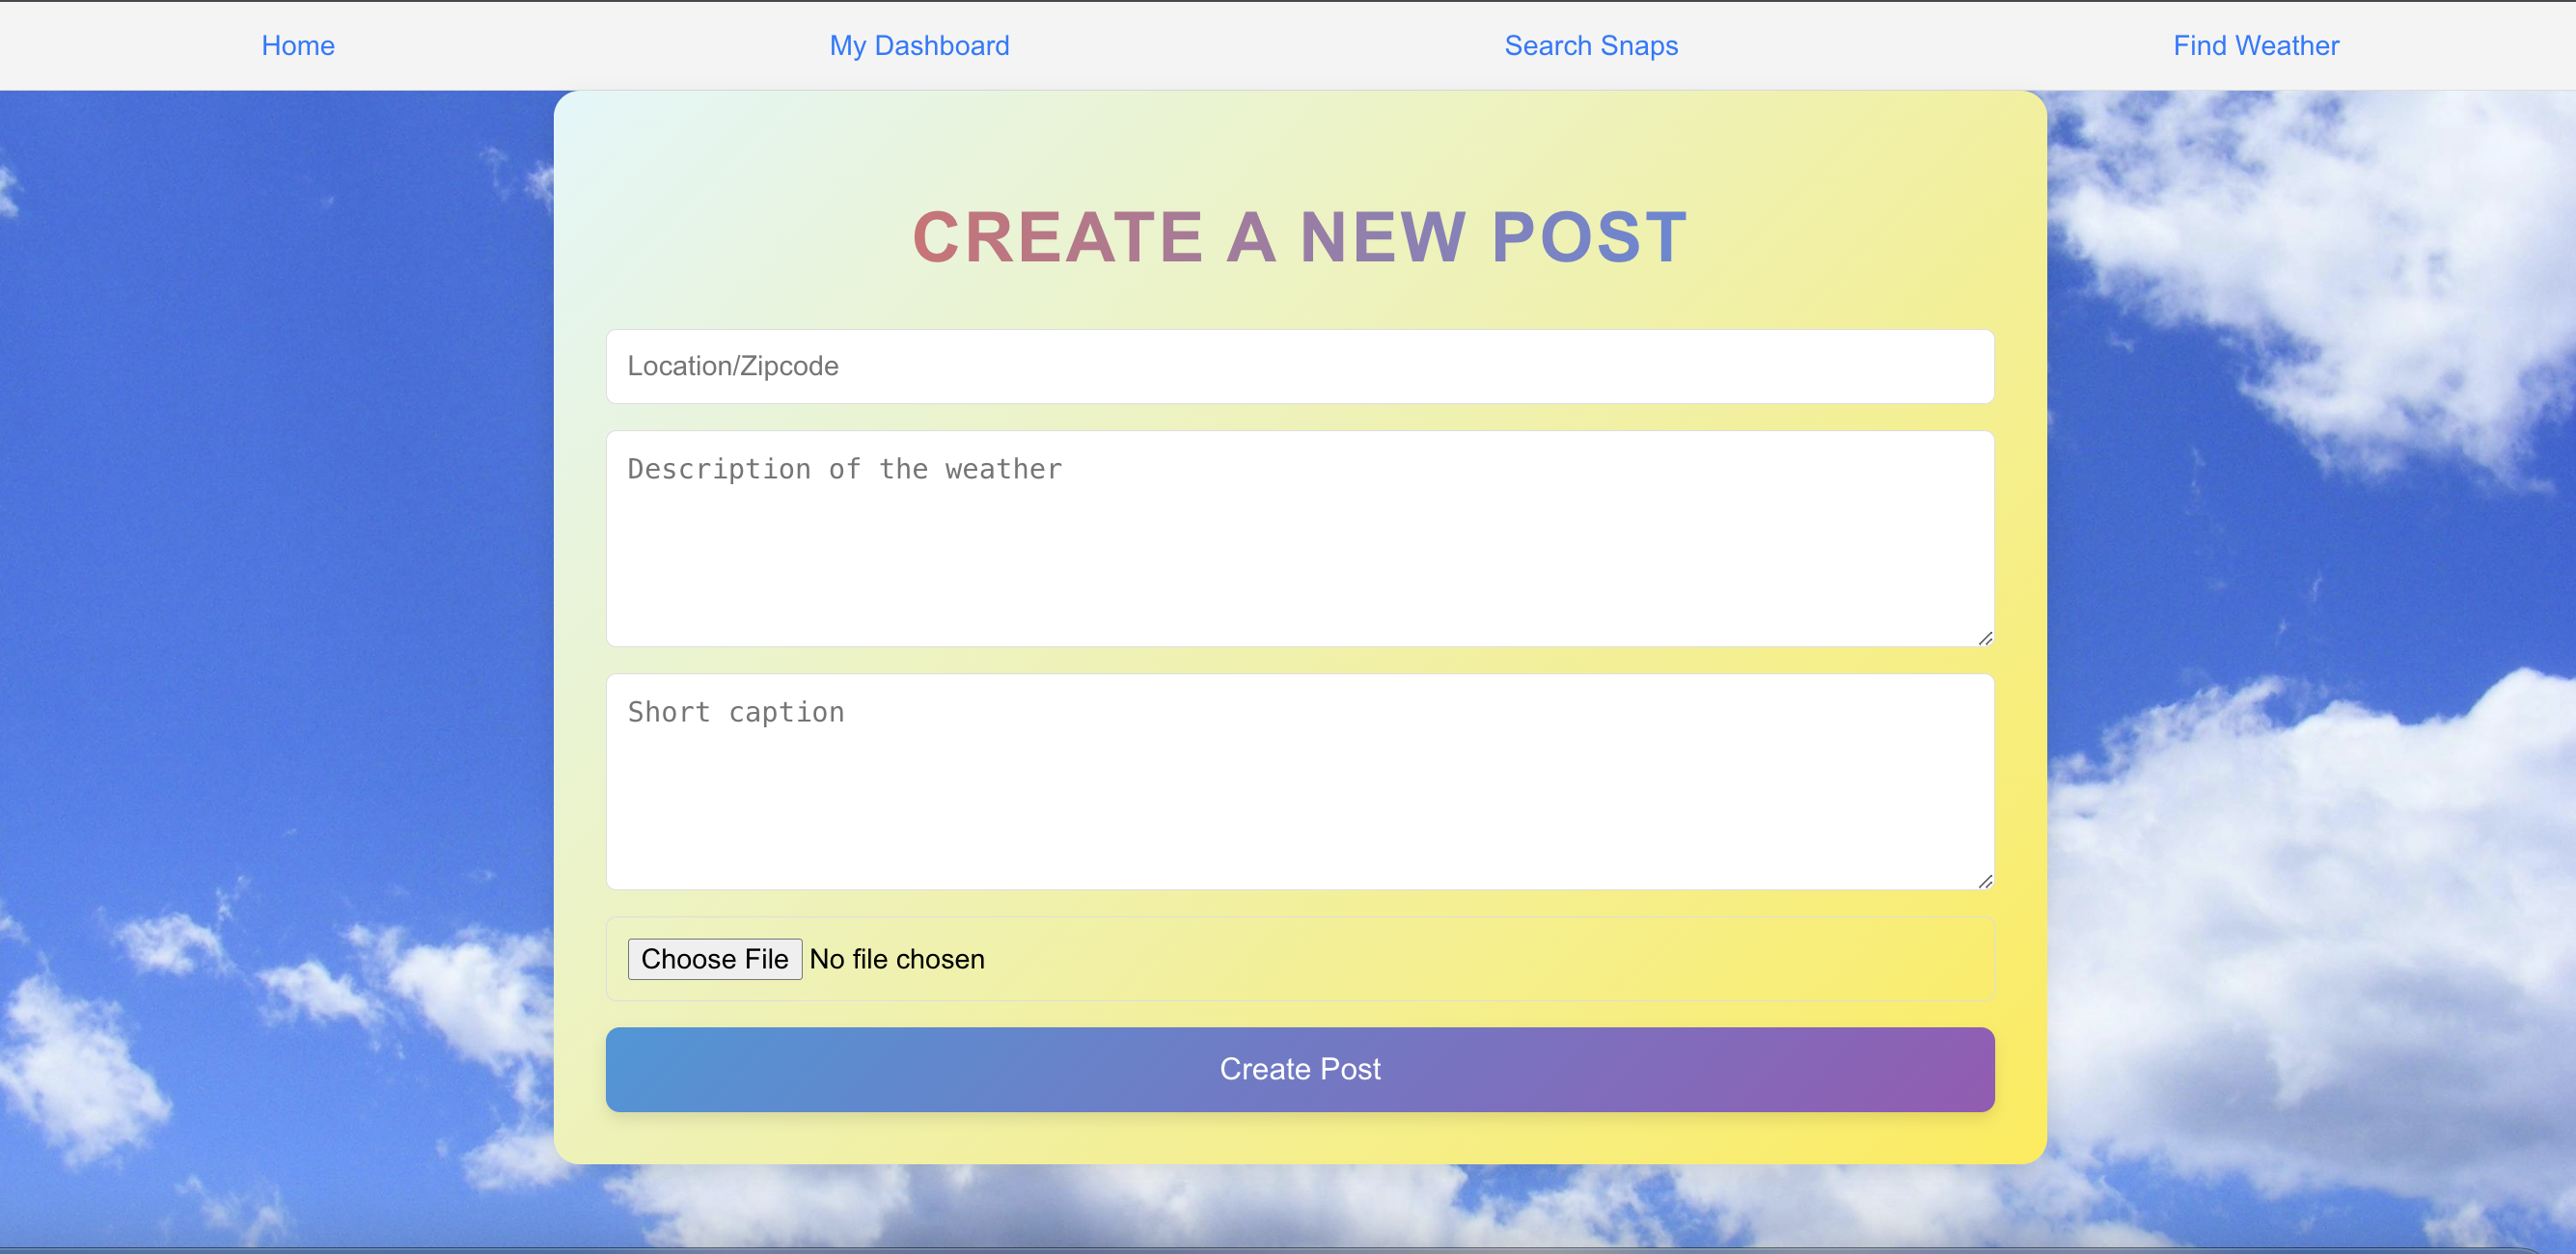 Home My Dashboard Search Snaps Find Weather
CREATE A NEW POST
Location/Zipcode
Description of the weather
Short caption
Choose File No file chosen
Create Post